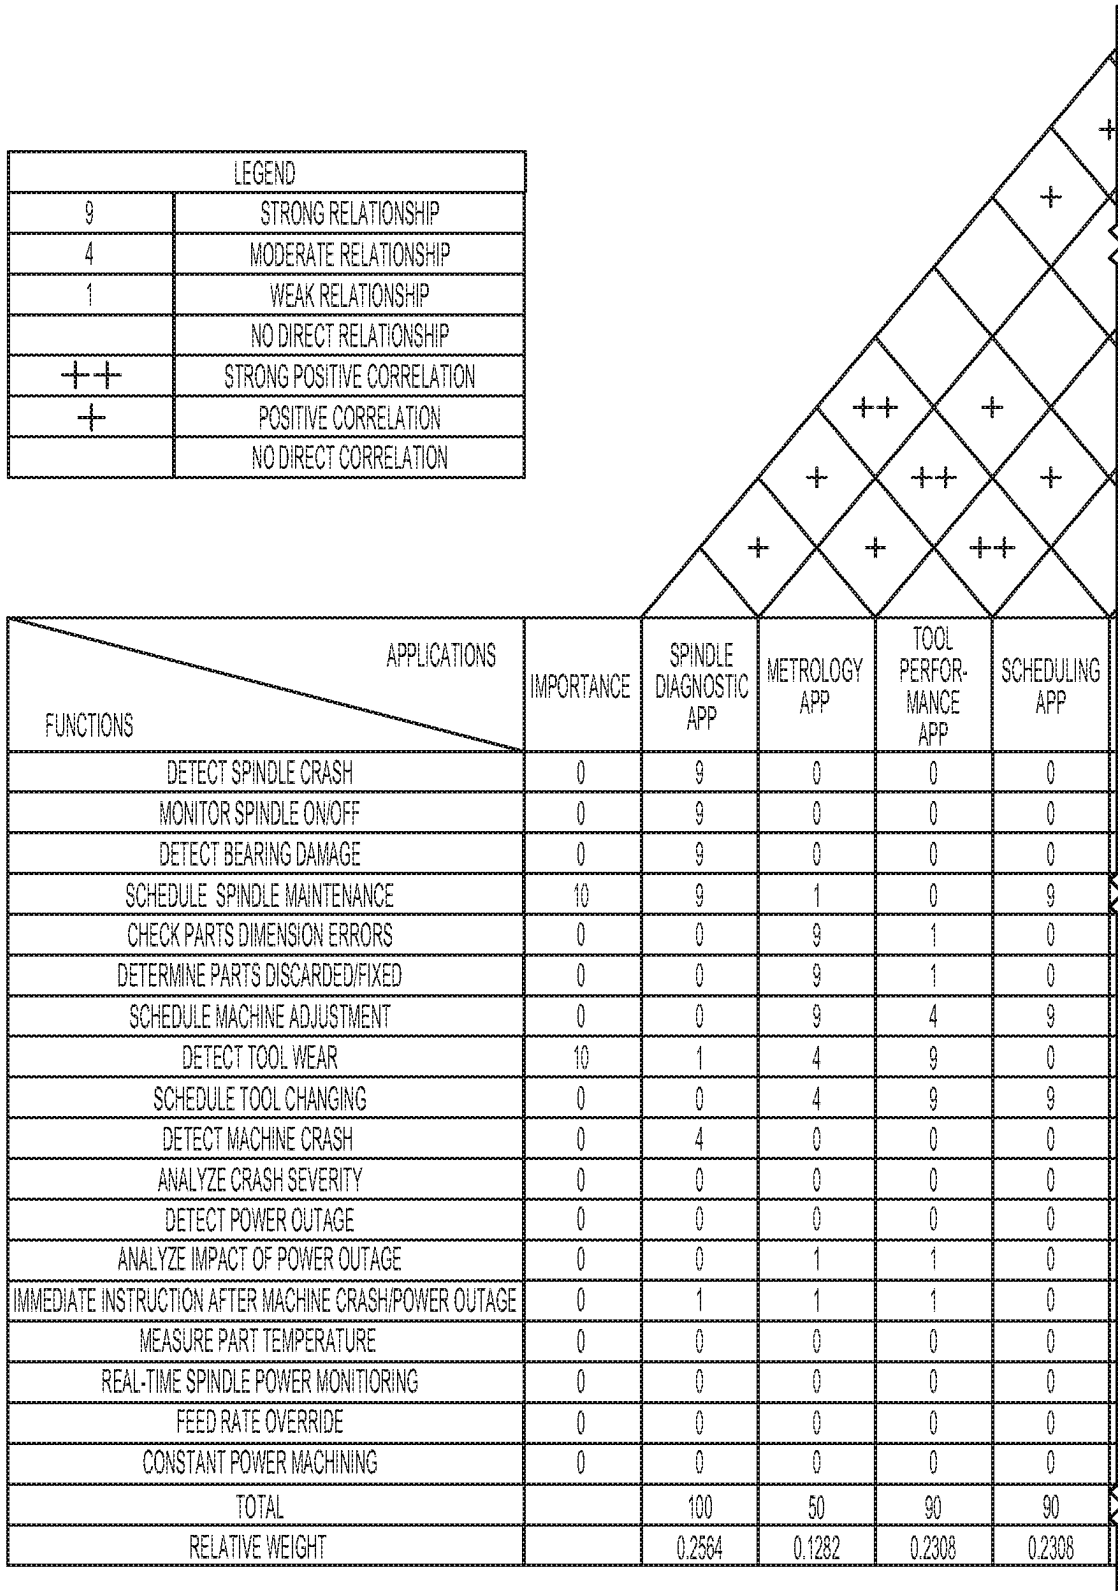 LEGEND
9 STRONG RELATIONSHIP
4 MODERATE RELATIONSHIP
1 WEAK RELATIONSHIP
NO DIRECT RELATIONSHIP
++ STRONG POSITIVE CORRELATION
+ POSITIVE CORRELATION
NO DIRECT CORRELATION
+
+
++ +
+ ++ +
+ + ++
APPLICATIONS
FUNCTIONS
IMPORTANCE
SPINDLE
DIAGNOSTIC
APP
METROLOGY
APP
TOOL
PERFOR-
MANCE
APP
SCHEDULING
APP
DETECT SPINDLE CRASH 0 9 0 0 0
MONITOR SPINDLE ON/OFF 0 9 0 0 0
DETECT BEARING DAMAGE 0 9 0 0 0
SCHEDULE SPINDLE MAINTENANCE 10 9 1 0 9
CHECK PARTS DIMENSION ERRORS 0 0 9 1 0
DETERMINE PARTS DISCARDED/FIXED 0 0 9 1 0
SCHEDULE MACHINE ADJUSTMENT 0 0 9 4 9
DETECT TOOL WEAR 10 1 4 9 0
SCHEDULE TOOL CHANGING 0 0 4 9 9
DETECT MACHINE CRASH 0 4 0 0 0
ANALYZE CRASH SEVERITY 0 0 0 0 0
DETECT POWER OUTAGE 0 0 0 0 0
ANALYZE IMPACT OF POWER OUTAGE 0 0 1 1 0
IMMEDIATE INSTRUCTION AFTER MACHINE CRASH/POWER OUTAGE 0 1 1 1 0
MEASURE PART TEMPERATURE 0 0 0 0 0
REAL-TIME SPINDLE POWER MONITIORING 0 0 0 0 0
FEED RATE OVERRIDE 0 0 0 0 0
CONSTANT POWER MACHINING 0 0 0 0 0
TOTAL 100 50 90 90
RELATIVE WEIGHT 0.2564 0.1282 0.2308 0.2308